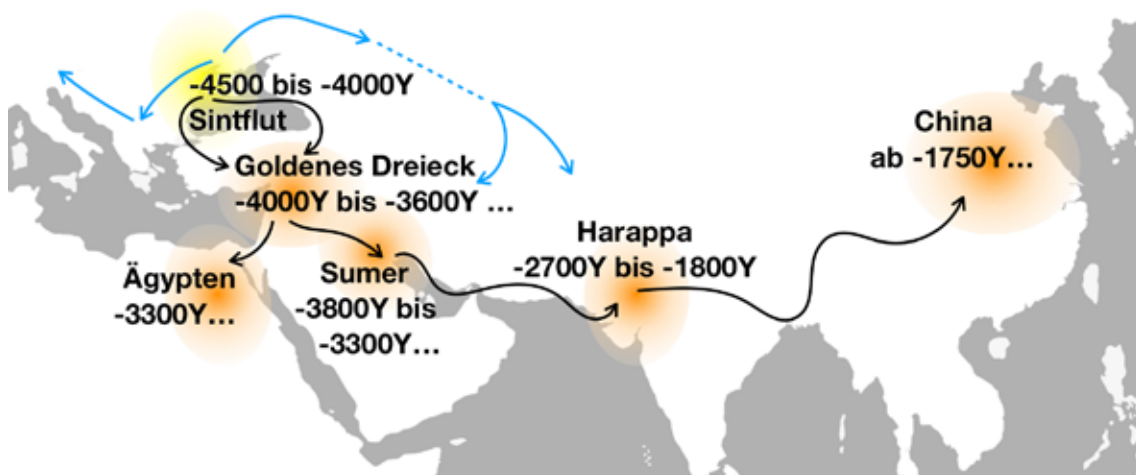 -4500 bis -4000Y
Sintflut
Goldenes Dreieck
-4000Y bis -3600Y ...
Ägypten
-3300Y...
Sumer
-3800Y bis
-3300Y...
Harappa
-2700Y bis -1800Y
China
ab -1750Y...